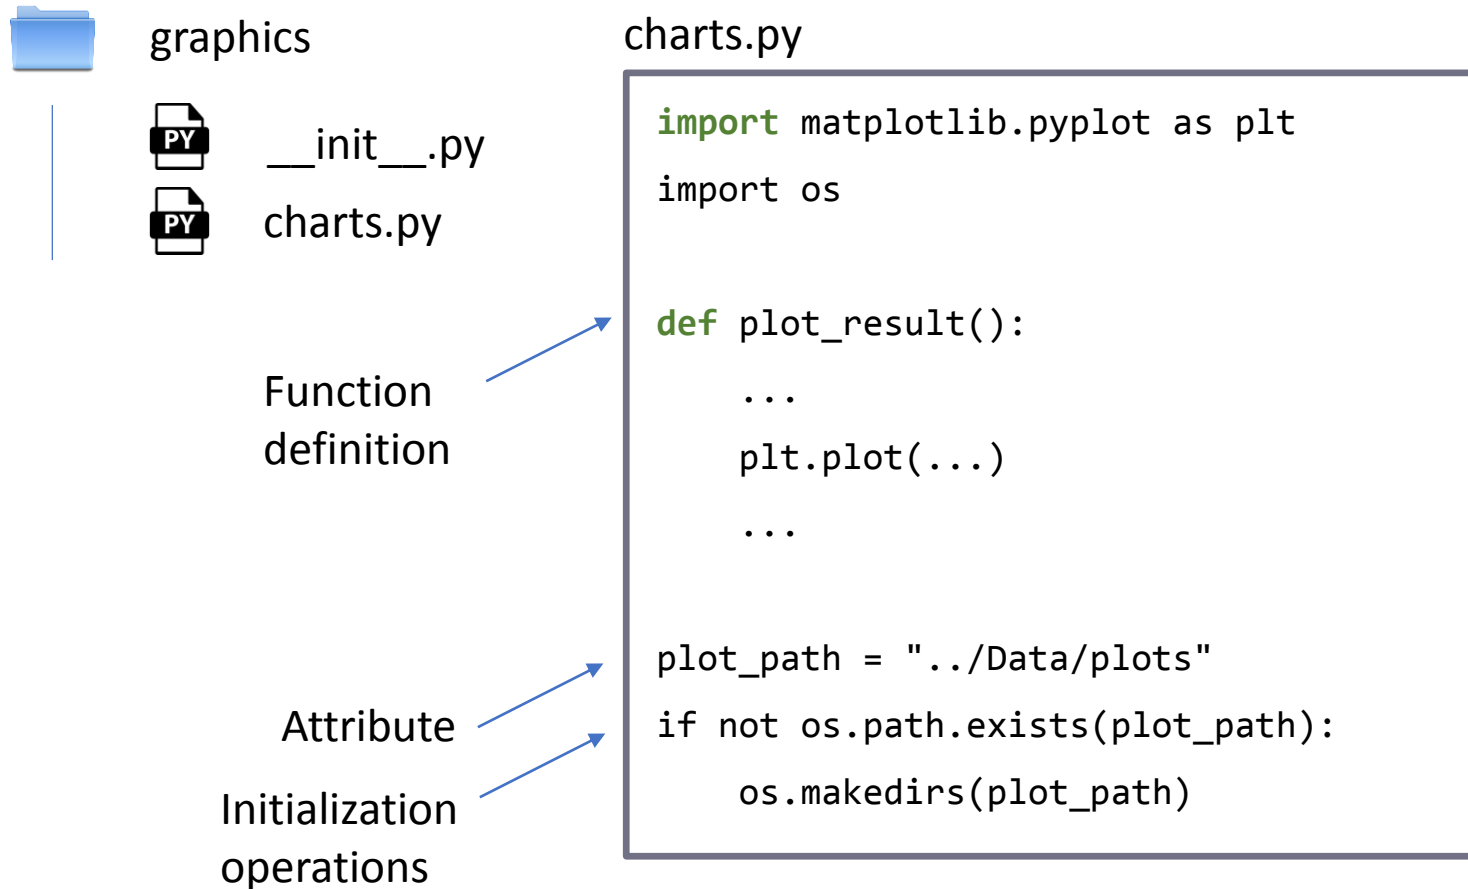 graphics
PY
__init__.py
PY
charts.py
Function
definition
Attribute
Initialization
operations
charts.py
import matplotlib.pyplot as plt
import os
def plot_result():
    ...
    plt.plot(...)
    ...
plot_path = "../Data/plots"
if not os.path.exists(plot_path):
    os.makedirs(plot_path)